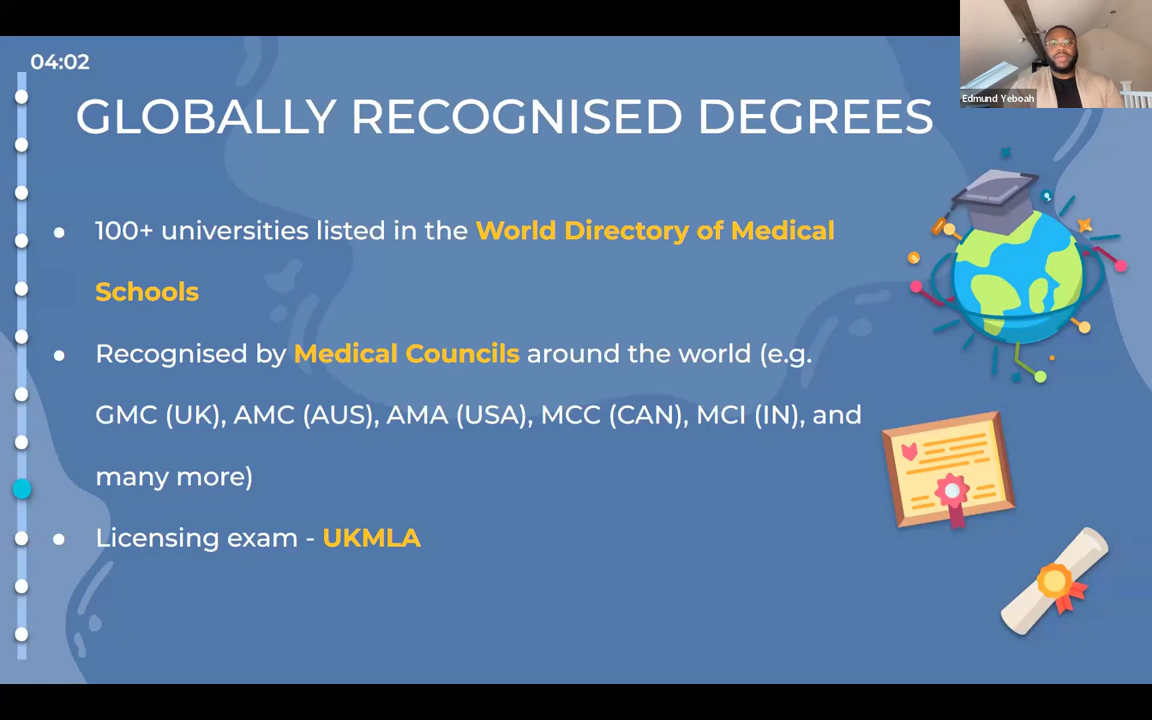 04:02
Edmund Yeboah
GLOBALLY RECOGNISED DEGREES
● 100+ universities listed in the World Directory of Medical
Schools
● Recognised by Medical Councils around the world (e.g.
GMC (UK), AMC (AUS), AMA (USA), MCC (CAN), MCI (IN), and
many more)
● Licensing exam - UKMLA